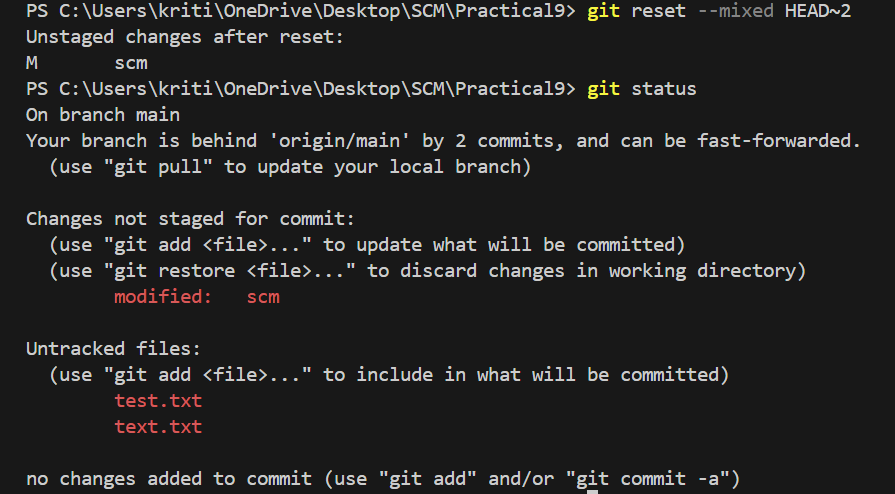 PS C:\Users\kriti\OneDrive\Desktop\SCM\Practical9> git reset --mixed HEAD~2
Unstaged changes after reset:
M       scm
PS C:\Users\kriti\OneDrive\Desktop\SCM\Practical9> git status
On branch main
Your branch is behind 'origin/main' by 2 commits, and can be fast-forwarded.
  (use "git pull" to update your local branch)

Changes not staged for commit:
  (use "git add <file>..." to update what will be committed)
  (use "git restore <file>..." to discard changes in working directory)
        modified:   scm

Untracked files:
  (use "git add <file>..." to include in what will be committed)
        test.txt
        text.txt

no changes added to commit (use "git add" and/or "git commit -a")